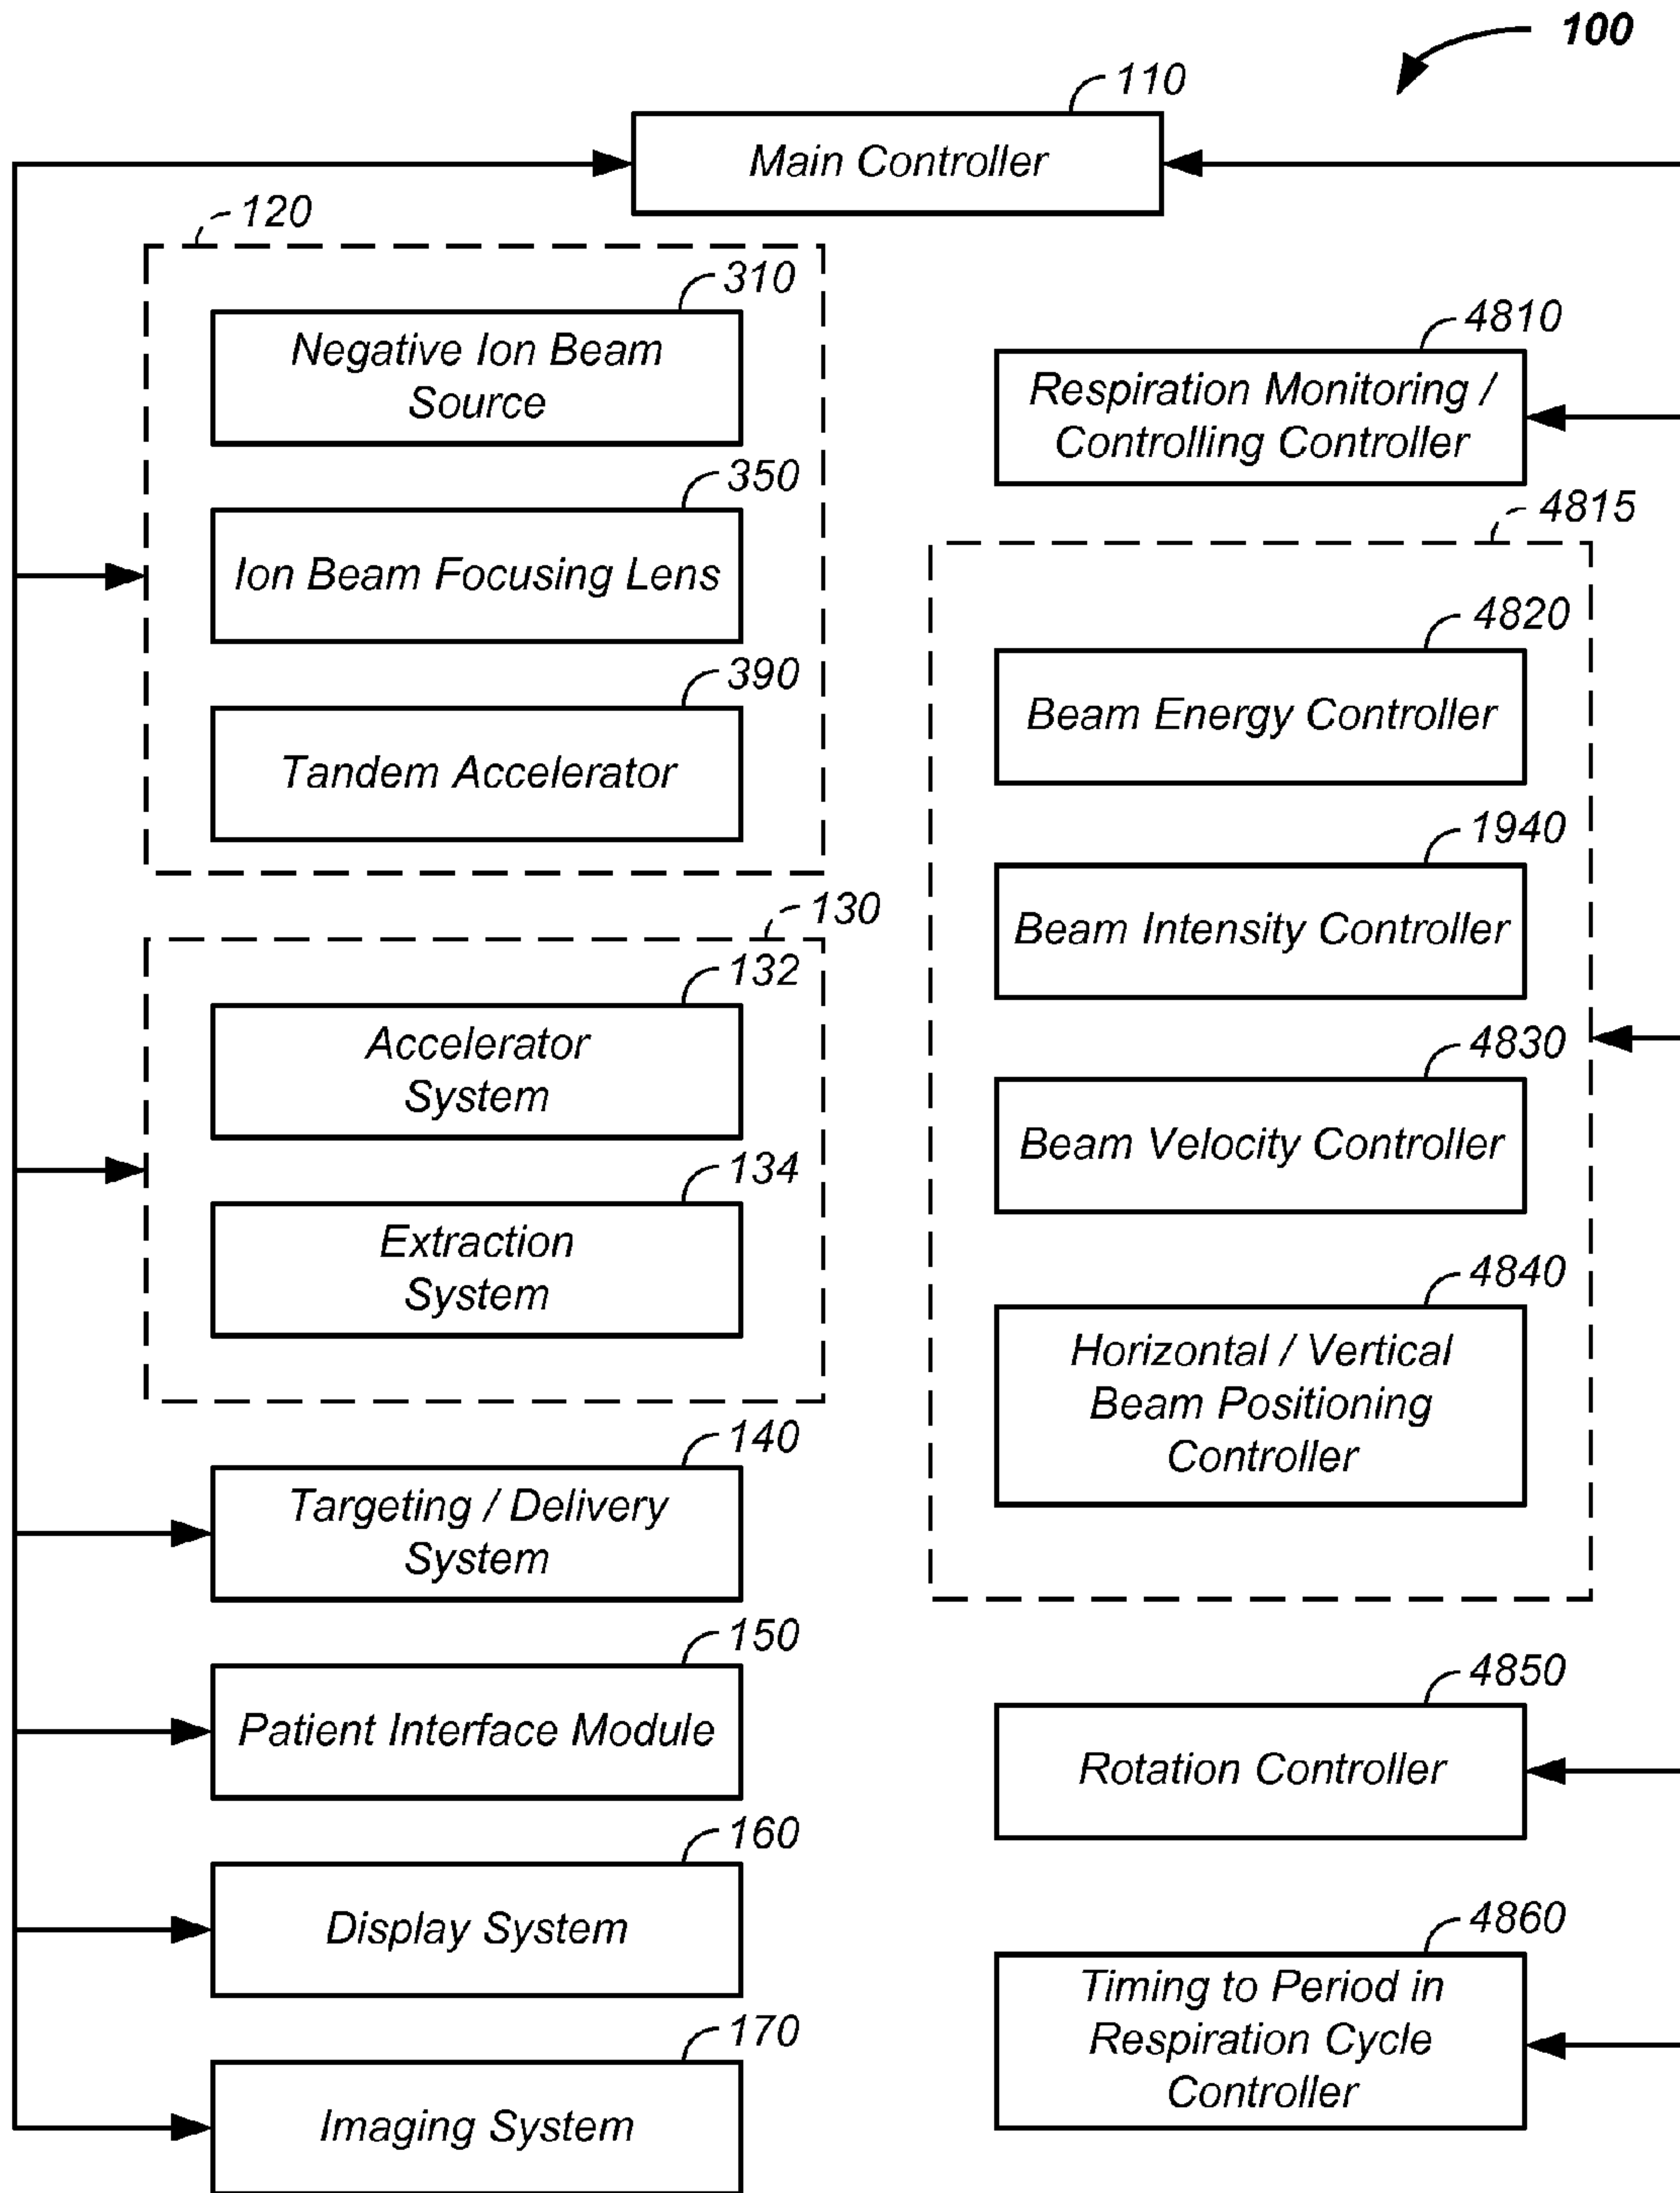 100
110
Main Controller
120
310
Negative Ion Beam
Source
350
Ion Beam Focusing Lens
390
Tandem Accelerator
130
132
Accelerator
System
134
Extraction
System
140
Targeting / Delivery
System
150
Patient Interface Module
160
Display System
170
Imaging System
4810
Respiration Monitoring /
Controlling Controller
4815
4820
Beam Energy Controller
1940
Beam Intensity Controller
4830
Beam Velocity Controller
4840
Horizontal / Vertical
Beam Positioning
Controller
4850
Rotation Controller
4860
Timing to Period in
Respiration Cycle
Controller